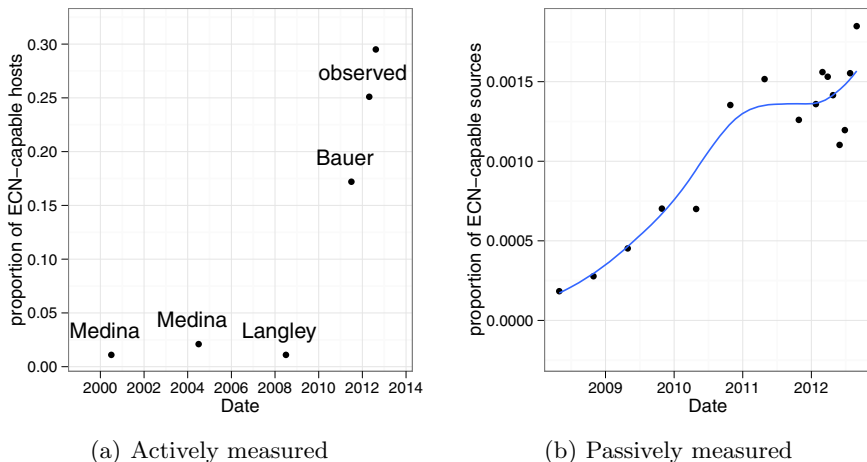 proportion of ECN-capable hosts
0.30
0.25
0.20
0.15
0.10
0.05
0.00
observed
Bauer
Medina
Medina
Langley
2000 2002 2004 2006 2008 2010 2012 2014
Date
(a) Actively measured
proportion of ECN-capable sources
0.0015
0.0010
0.0005
0.0000
2009 2010 2011 2012
Date
(b) Passively measured